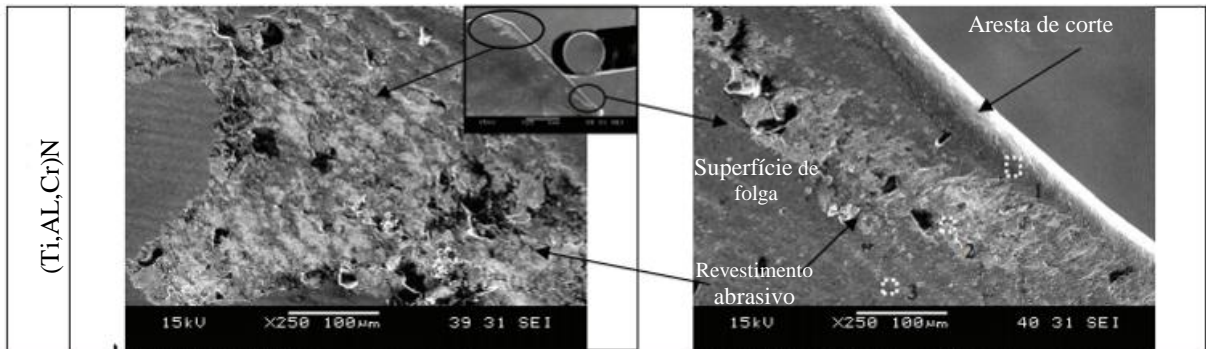 (Ti,AL,Cr)N
Aresta de corte
Superfície de
folga
Revestimento
abrasivo
1
2
3
15kV X250 100µm 39 31 SEI
15kV X250 100µm 40 31 SEI